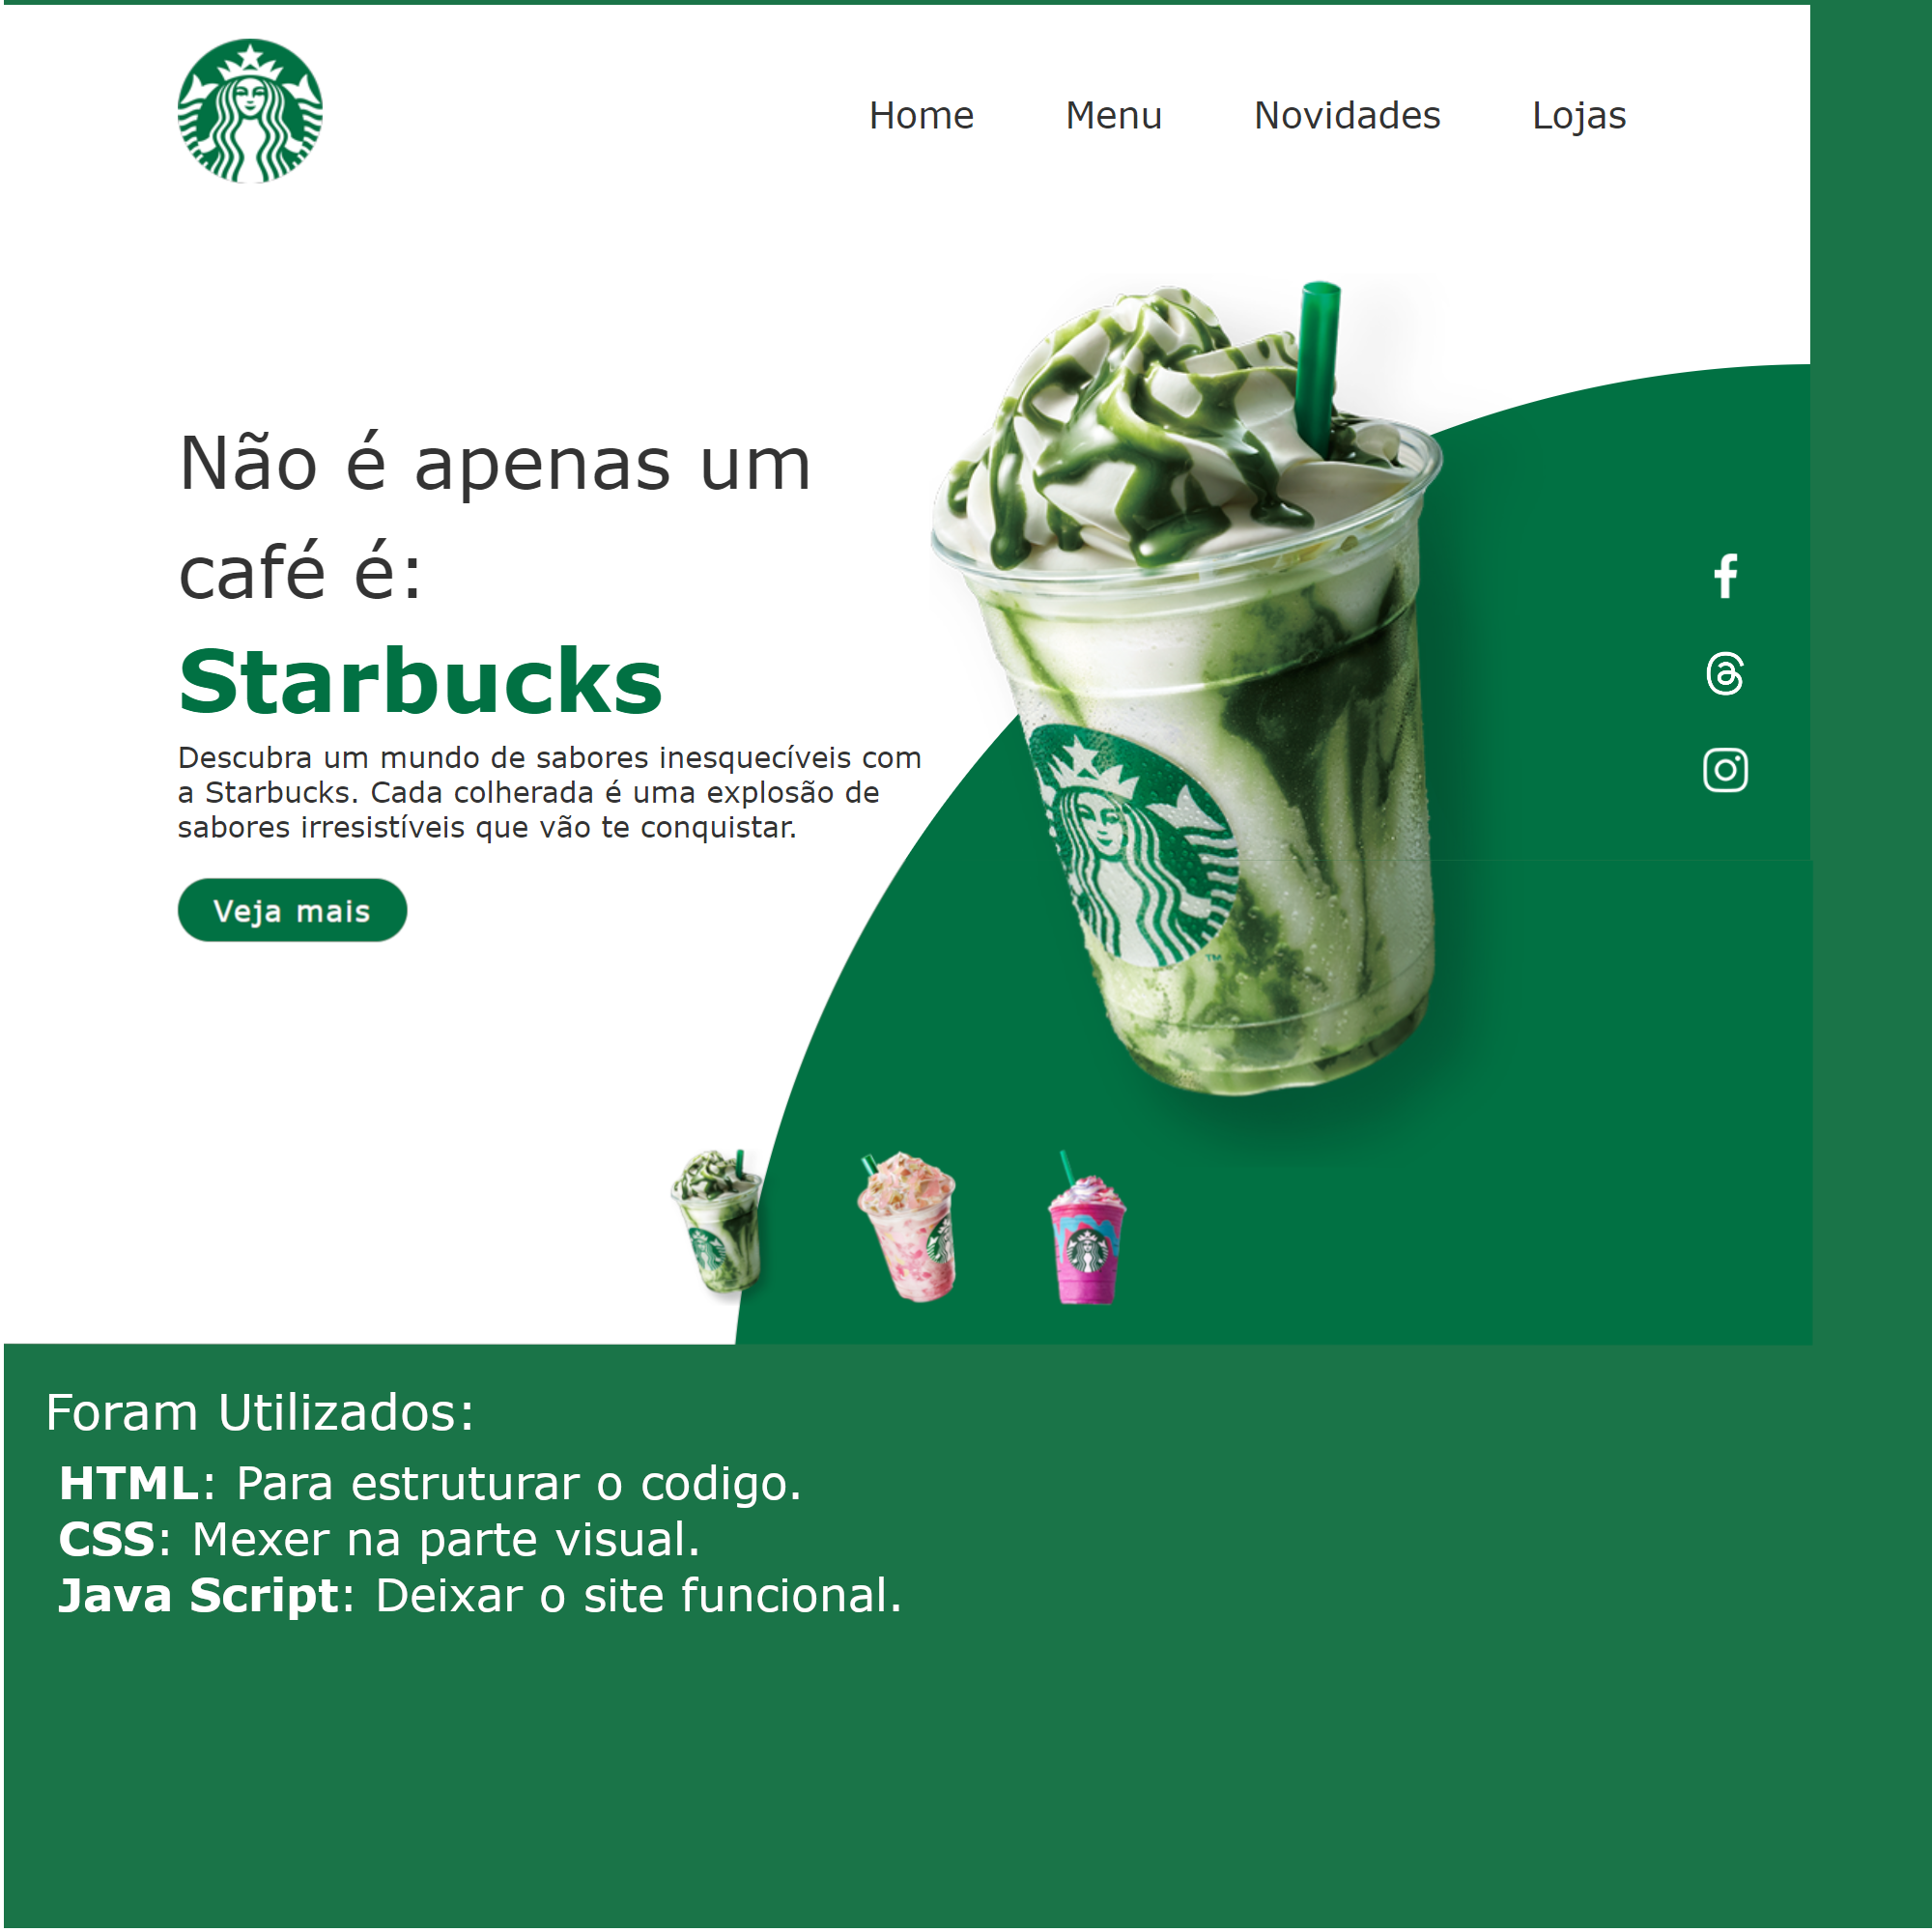 Home Menu Novidades Lojas
Não é apenas um
café é:
Starbucks
Descubra um mundo de sabores inesquecíveis com
a Starbucks. Cada colherada é uma explosão de
sabores irresistíveis que vão te conquistar.
Veja mais
TM
Foram Utilizados:
HTML: Para estruturar o codigo.
CSS: Mexer na parte visual.
Java Script: Deixar o site funcional.